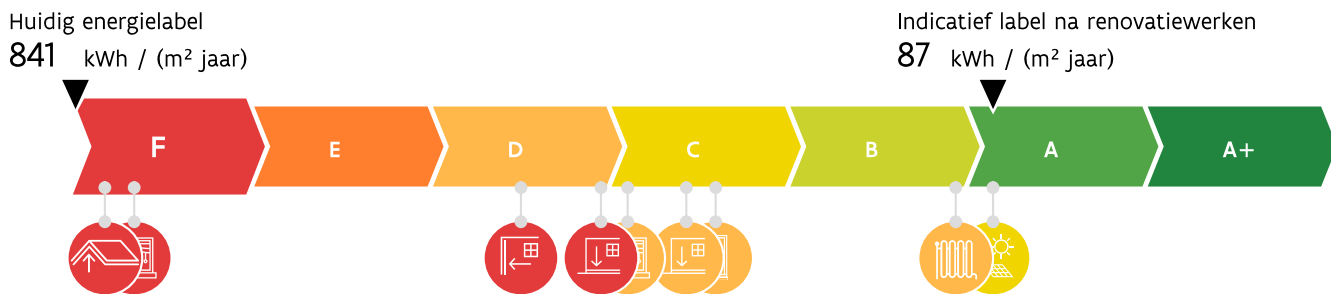 Huidig energielabel
841 kWh / (m² jaar)
Indicatief label na renovatiewerken
87 kWh / (m² jaar)
F E D C B A A+